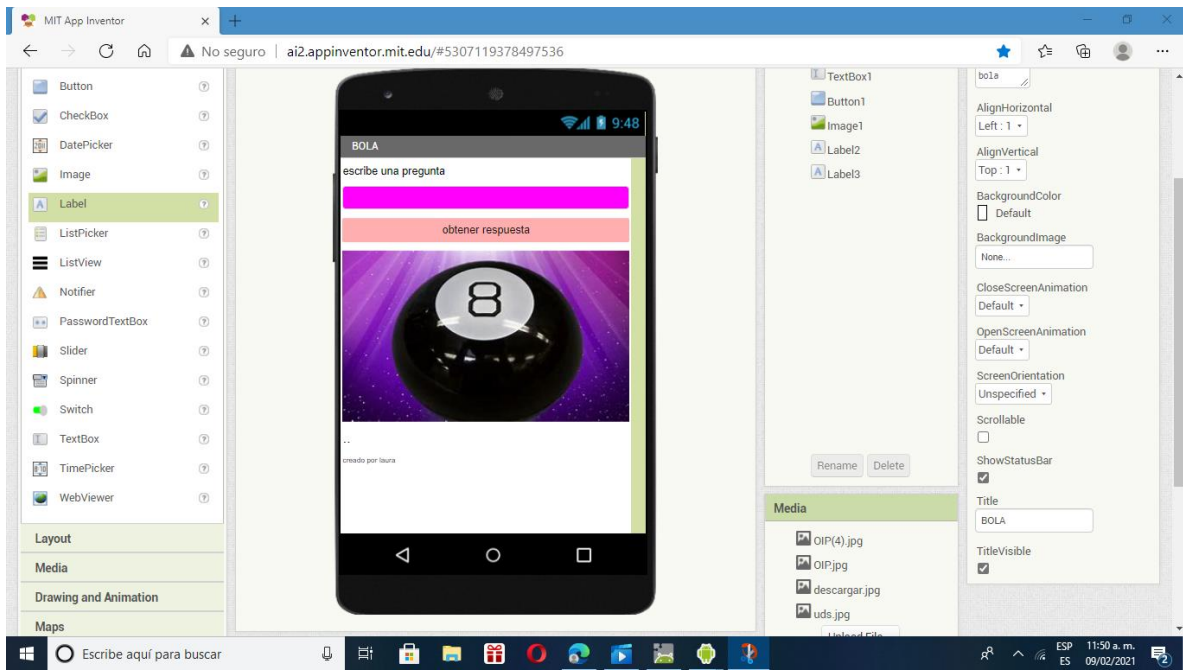 MIT App Inventor
No seguro
ai2.appinventor.mit.edu/#5307119378497536
Button
CheckBox
DatePicker
Image
Label
ListPicker
ListView
Notifier
PasswordTextBox
Slider
Spinner
Switch
TextBox
TimePicker
WebViewer
Layout
Media
Drawing and Animation
Maps
9:48
BOLA
escribe una pregunta
obtener respuesta
8
..
creado por laura
TextBox1
Button1
Image1
Label2
Label3
Rename Delete
Media
OIP(4).jpg
OIP.jpg
descargar.jpg
uds.jpg
Upload File ...
bola
AlignHorizontal
Left : 1
AlignVertical
Top : 1
BackgroundColor
Default
BackgroundImage
None...
CloseScreenAnimation
Default
OpenScreenAnimation
Default
ScreenOrientation
Unspecified
Scrollable
ShowStatusBar
Title
BOLA
TitleVisible
Escribe aquí para buscar
ESP
ES
11:50 a. m.
09/02/2021
2